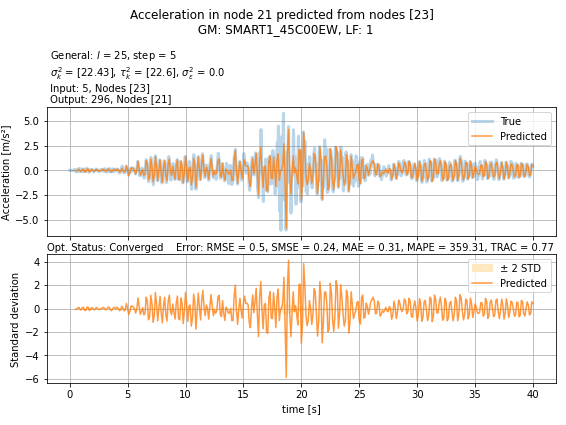 Acceleration in node 21 predicted from nodes [23]
GM: SMART1_45C00EW, LF: 1
General: l = 25, step = 5
σ²ₖ = [22.43], τ²ₖ = [22.6], σ²ε = 0.0
Input: 5, Nodes [23]
Output: 296, Nodes [21]
Acceleration [m/s²]
5.0
2.5
0.0
−2.5
−5.0
True
Predicted
Opt. Status: Converged Error: RMSE = 0.5, SMSE = 0.24, MAE = 0.31, MAPE = 359.31, TRAC = 0.77
Standard deviation
4
2
0
−2
−4
−6
± 2 STD
Predicted
0 5 10 15 20 25 30 35 40
time [s]